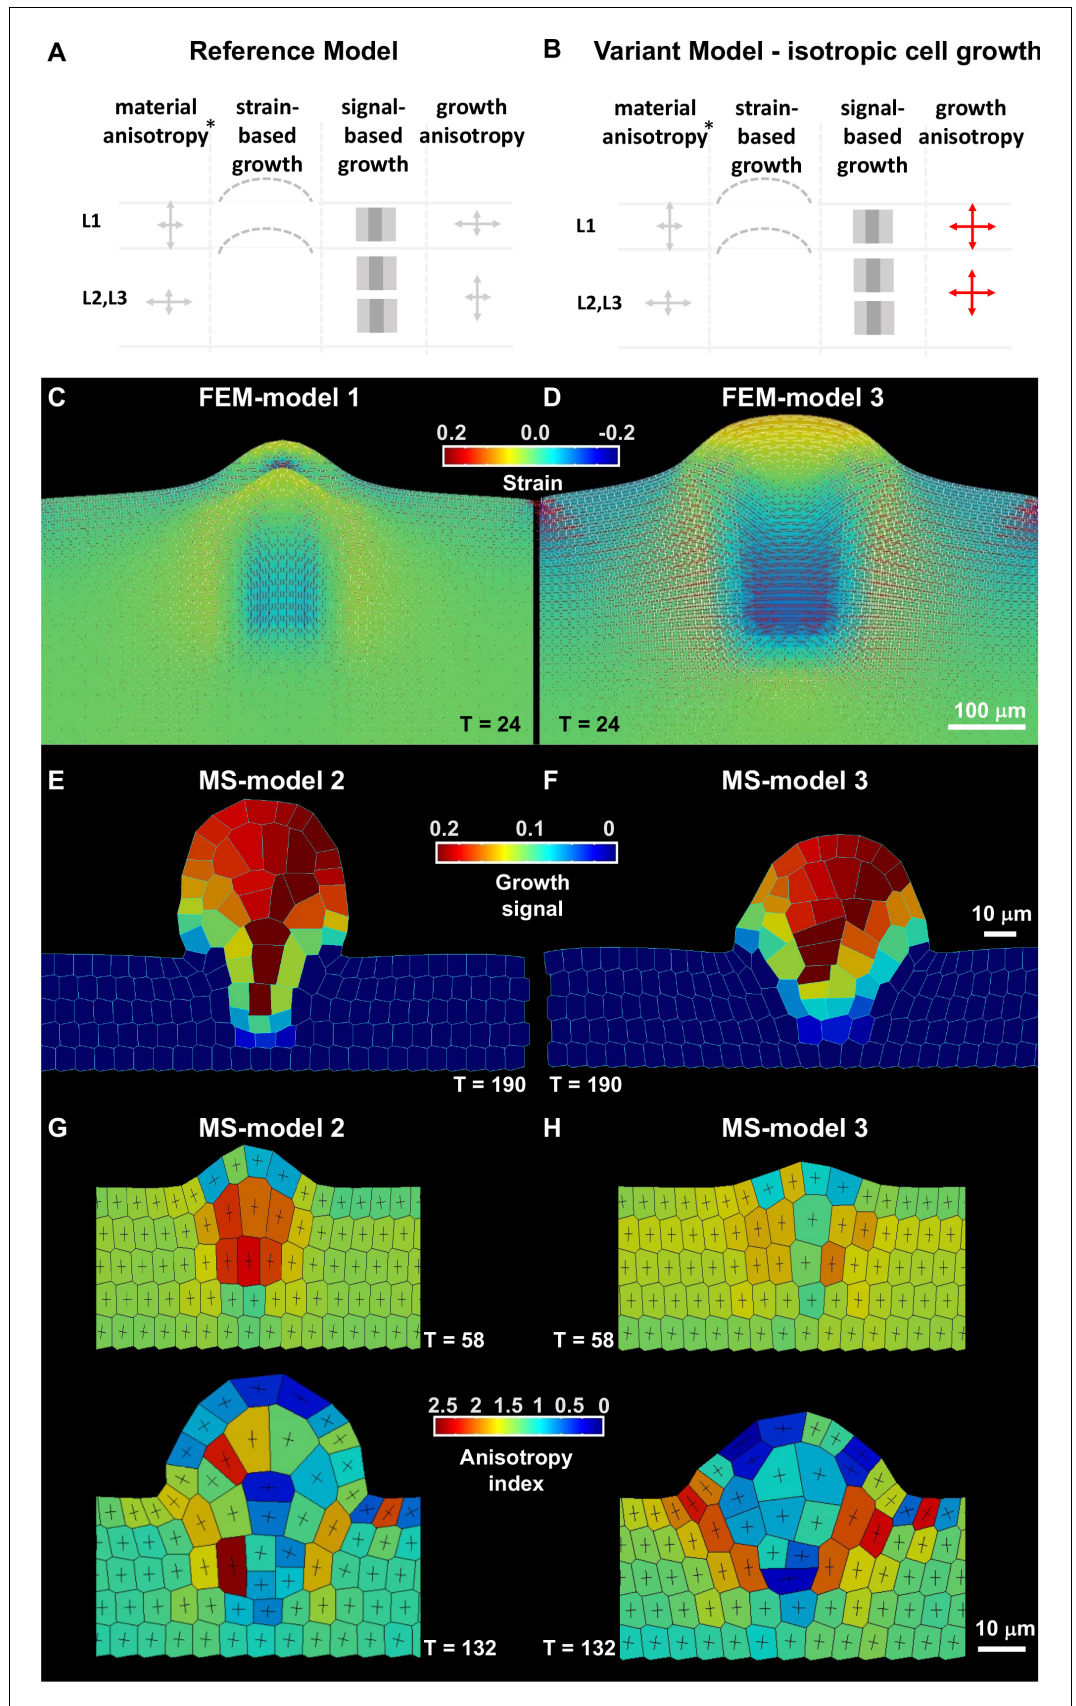 A Reference Model
B Variant Model - isotropic cell growth
material anisotropy*
strain-based growth
signal-based growth
growth anisotropy
material anisotropy*
strain-based growth
signal-based growth
growth anisotropy
L1
L2,L3
L1
L2,L3
C FEM-model 1
D FEM-model 3
0.2 0.0 -0.2
Strain
T = 24
T = 24
100 μm
E MS-model 2
F MS-model 3
0.2 0.1 0
Growth
signal
10 μm
T = 190
T = 190
G MS-model 2
H MS-model 3
T = 58
T = 58
2.5 2 1.5 1 0.5 0
Anisotropy
index
T = 132
T = 132
10 μm